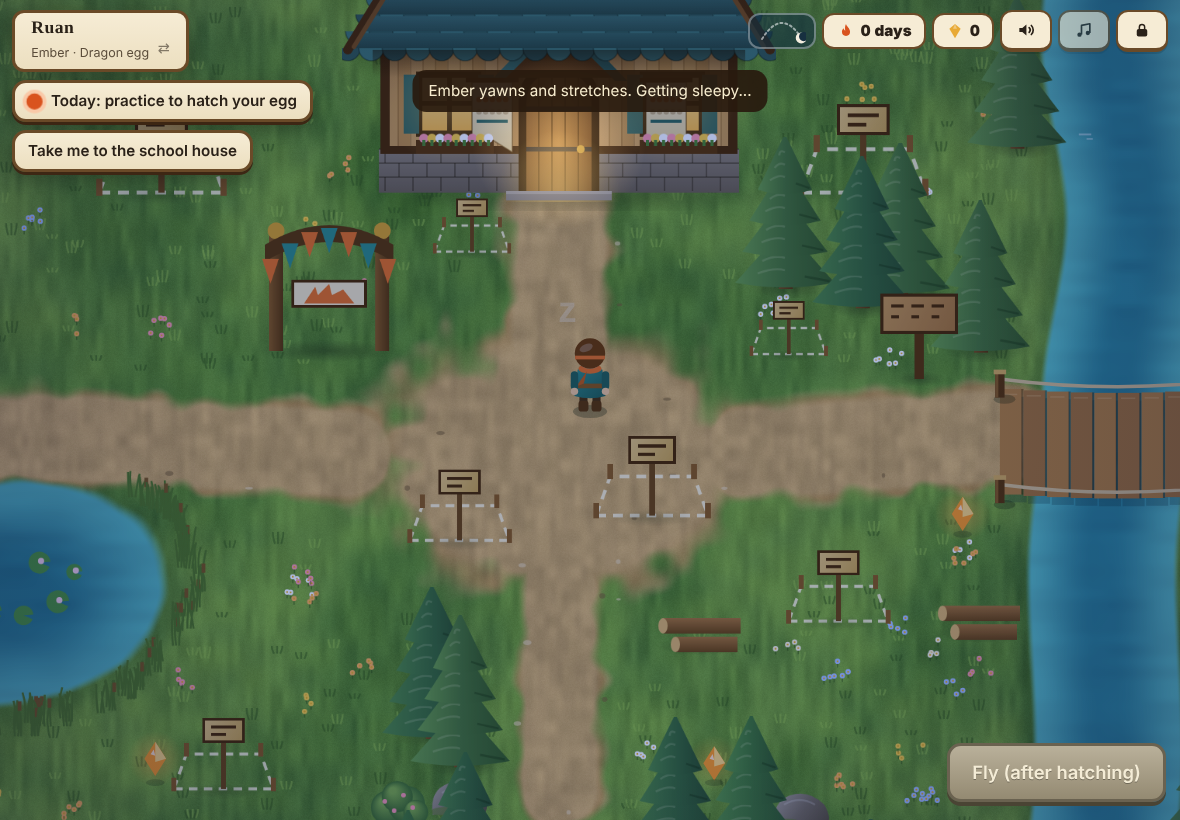 Ruan
Ember · Dragon egg
0 days
0
Today: practice to hatch your egg
Ember yawns and stretches. Getting sleepy...
Take me to the school house
Z
Fly (after hatching)